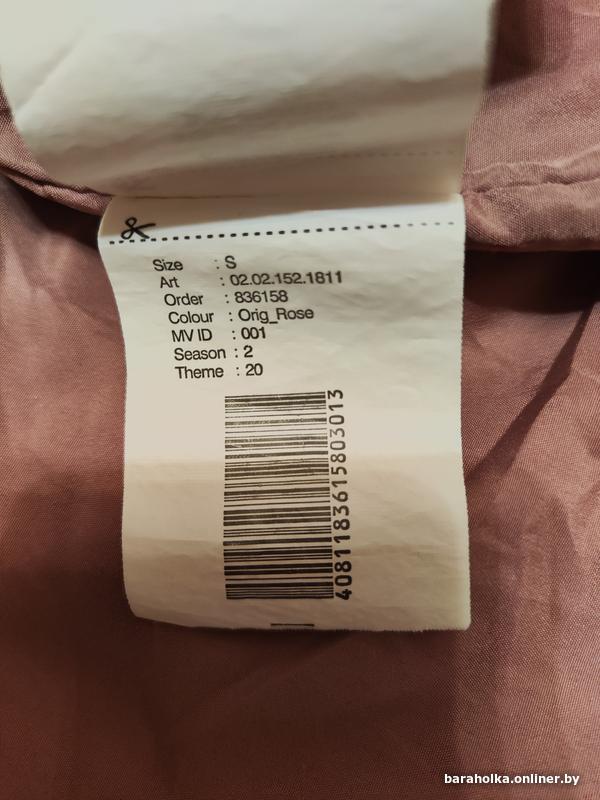 Size : S
Art : 02.02.152.1811
Order : 836158
Colour : Orig_Rose
MV ID : 001
Season : 2
Theme : 20
4081183615803013
baraholka.onliner.by